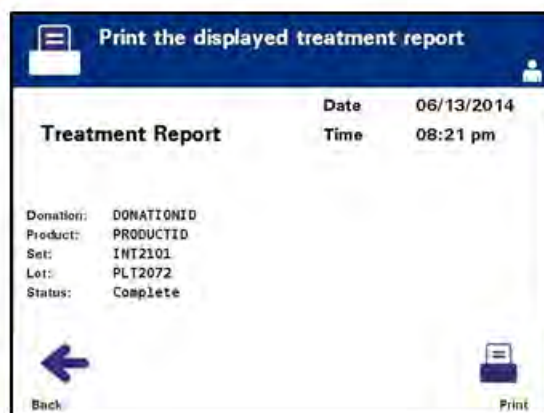 Print the displayed treatment report
Date 06/13/2014
Treatment Report Time 08:21 pm
Donation: DONATIONID
Product: PRODUCTID
Set: INT2101
Lot: PLT2072
Status: Complete
Back Print